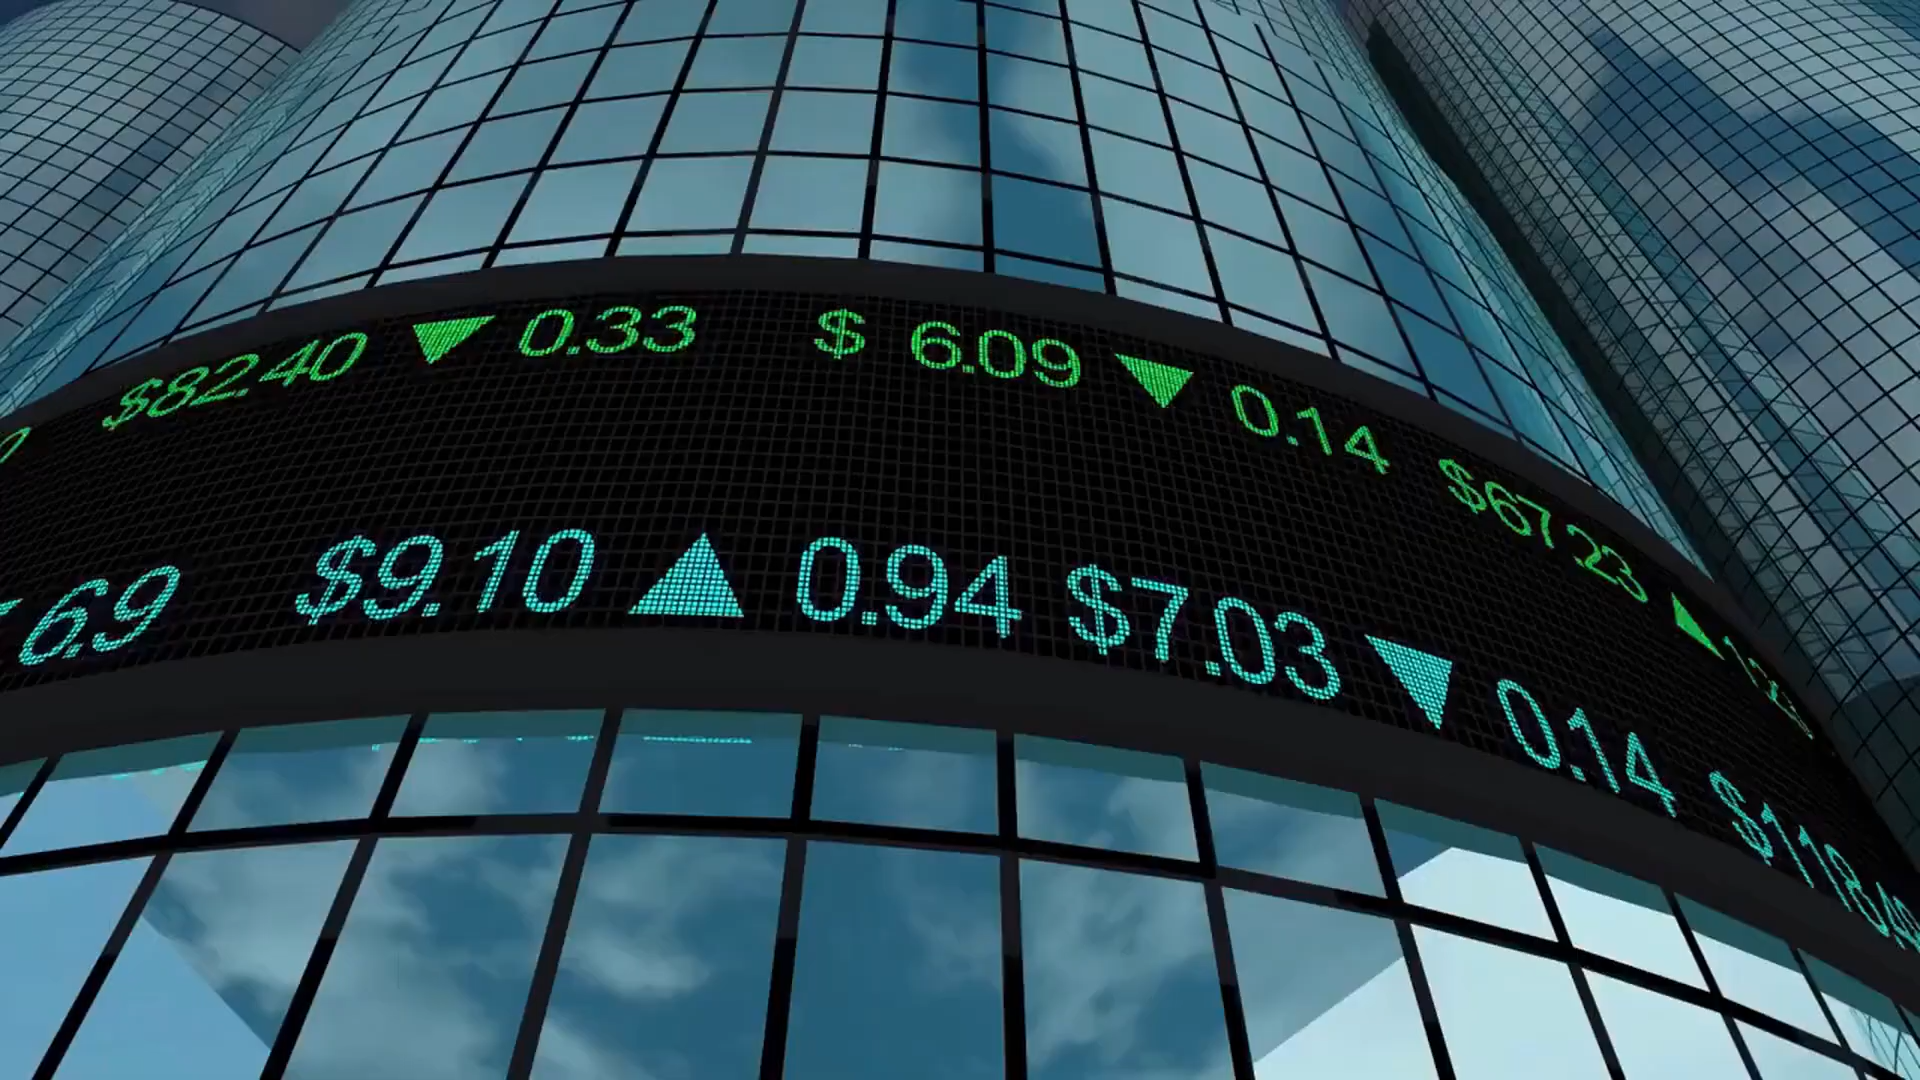 $82.40 ▼ 0.33 $ 6.09 ▼ 0.14 $67.23 ▲
6.9 $9.10 ▲ 0.94 $7.03 ▼ 0.14